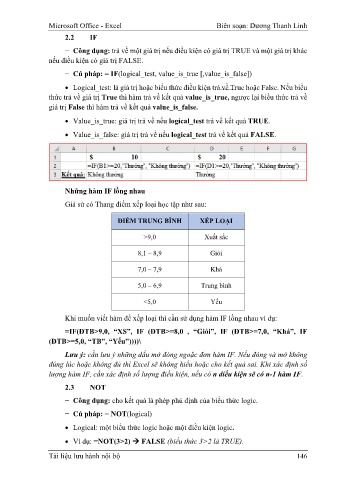 Microsoft Office - Excel Biên soạn: Dương Thanh Linh
2.2 IF
− Công dụng: trả về một giá trị nếu điều kiện có giá trị TRUE và một giá trị khác
nếu điều kiện có giá trị FALSE.
− Cú pháp: = IF(logical_test, value_is_true [,value_is_false])
• Logical_test: là giá trị hoặc biểu thức điều kiện trả về True hoặc False. Nếu biểu
thức trả về giá trị True thì hàm trả về kết quả value_is_true, ngược lại biểu thức trả về
giá trị False thì hàm trả về kết quả value_is_false.
• Value_is_true: giá trị trả về nếu logical_test trả về kết quả TRUE.
• Value_is_false: giá trị trả về nếu logical_test trả về kết quả FALSE.
A B C D E F G
1 $ 10 $ 20
2 =IF(B1>=20,"Thưởng", "Không thưởng") =IF(D1>=20,"Thưởng", "Không thưởng")
3 Kết quả: Không thưởng Thưởng
Những hàm IF lồng nhau
Giả sử có Thang điểm xếp loại học tập như sau:
ĐIỂM TRUNG BÌNH XẾP LOẠI
>9,0 Xuất sắc
8,1 – 8,9 Giỏi
7,0 – 7,9 Khá
5,0 – 6,9 Trung bình
<5,0 Yếu
Khi muốn viết hàm để xếp loại thì cần sử dụng hàm IF lồng nhau ví dụ:
=IF(ĐTB>9,0, “XS”, IF (ĐTB>=8,0 , “Giỏi”, IF (ĐTB>=7,0, “Khá”, IF
(ĐTB>=5,0, “TB”, “Yếu”))))\
Lưu ý: cần lưu ý những dấu mở đóng ngoặc đơn hàm IF. Nếu đóng và mở không
đúng lúc hoặc không đủ thì Excel sẽ không hiểu hoặc cho kết quả sai. Khi xác định số
lượng hàm IF, cần xác định số lượng điều kiện, nếu có n điều kiện sẽ có n-1 hàm IF.
2.3 NOT
− Công dụng: cho kết quả là phép phủ định của biểu thức logic.
− Cú pháp: = NOT(logical)
• Logical: một biểu thức logic hoặc một điều kiện logic.
• Ví dụ: =NOT(3>2) → FALSE (biểu thức 3>2 là TRUE).
Tài liệu lưu hành nội bộ 146